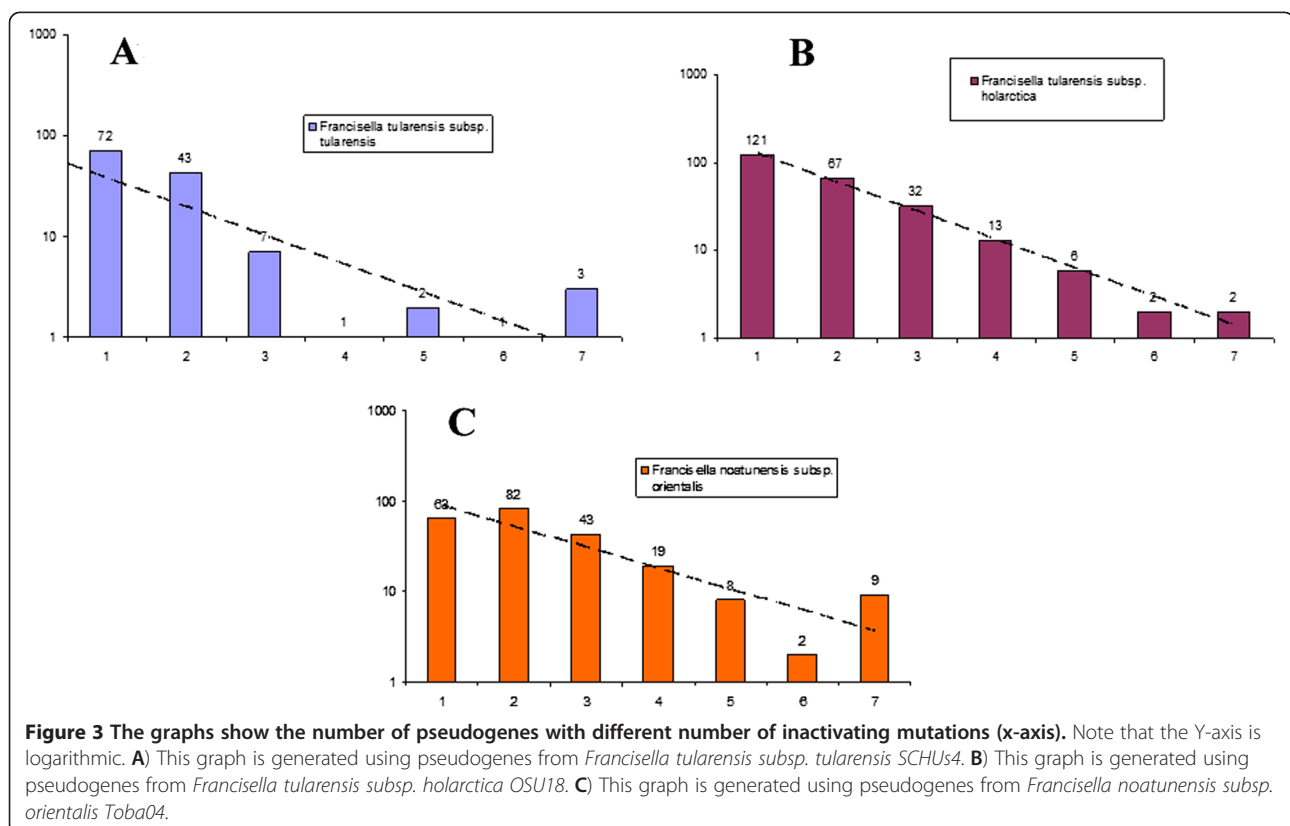 A
1000
100
10
1
72
43
7
1
2
1
3
1 2 3 4 5 6 7
Francisella tularensis subsp.
tularensis
B
1000
100
10
1
121
67
32
13
6
2
2
1 2 3 4 5 6 7
Francisella tularensis subsp.
holarctica
C
1000
100
10
1
63
82
43
19
8
2
9
1 2 3 4 5 6 7
Francisella noatunensis subsp.
orientalis
Figure 3 The graphs show the number of pseudogenes with different number of inactivating mutations (x-axis). Note that the Y-axis is
logarithmic. A) This graph is generated using pseudogenes from Francisella tularensis subsp. tularensis SCHUs4. B) This graph is generated using
pseudogenes from Francisella tularensis subsp. holarctica OSU18. C) This graph is generated using pseudogenes from Francisella noatunensis subsp.
orientalis Toba04.